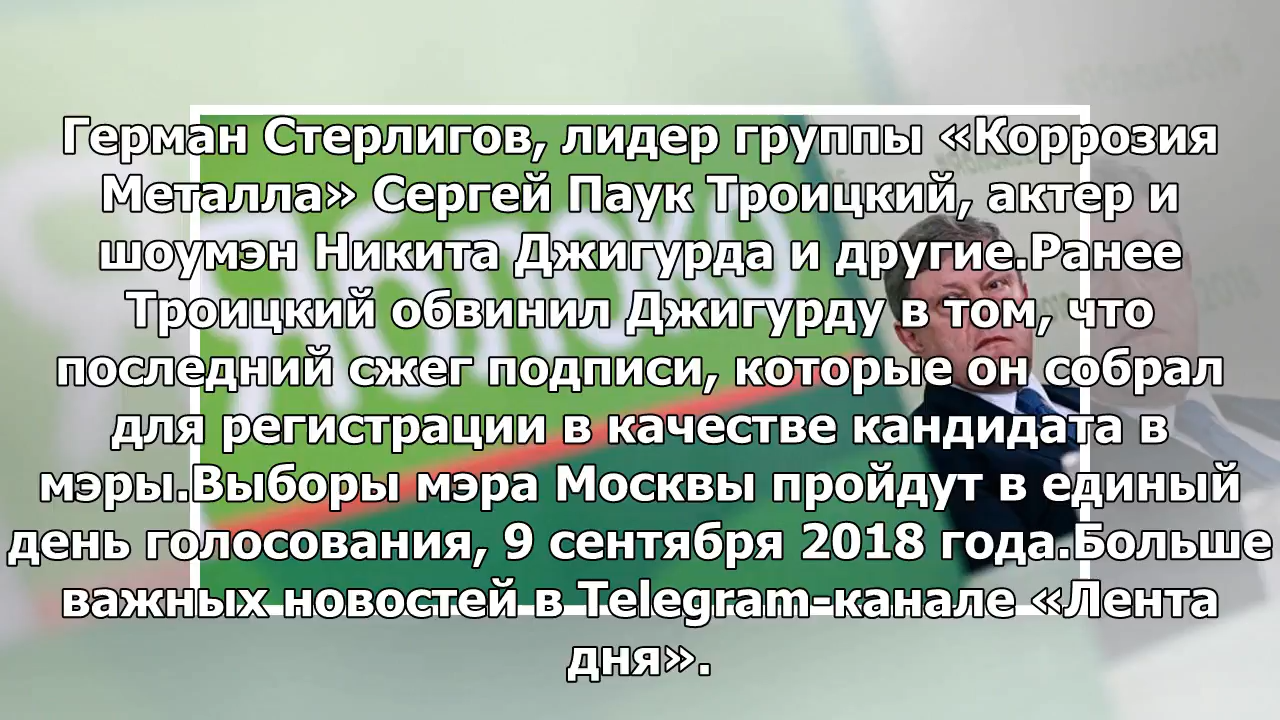 Герман Стерлигов, лидер группы «Коррозия
Металла» Сергей Паук Троицкий, актер и
шоумэн Никита Джигурда и другие.Ранее
Троицкий обвинил Джигурду в том, что
последний сжег подписи, которые он собрал
для регистрации в качестве кандидата в
мэры.Выборы мэра Москвы пройдут в единый
день голосования, 9 сентября 2018 года.Больше
важных новостей в Telegram-канале «Лента
дня».
ЯБЛОКО